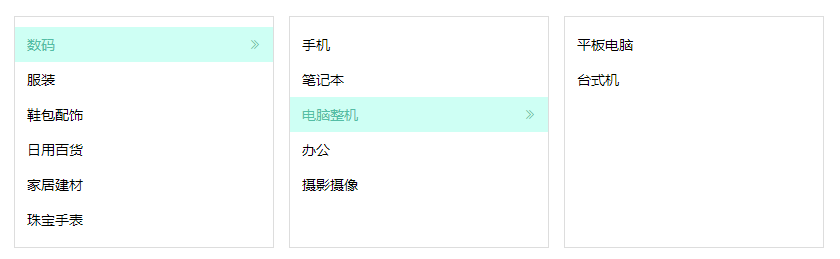 数码
服装
鞋包配饰
日用百货
家居建材
珠宝手表
手机
笔记本
电脑整机
办公
摄影摄像
平板电脑
台式机